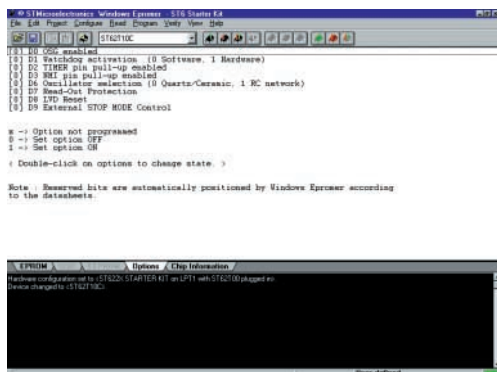 STMicroelectronics Windows Epromer - ST6 Starter Kit
File Edit Project Configure Read Program Verify View Help
ST62T10C
[0] D0 OSG enabled
[0] D1 Watchdog activation (0 Software, 1 Hardware)
[0] D2 TIMER pin pull-up enabled
[0] D3 NMI pin pull-up enabled
[0] D6 Oscillator selection (0 Quartz/Ceramic, 1 RC network)
[0] D7 Read-Out Protection
[0] D8 LVD Reset
[0] D9 External STOP MODE Control
x -> Option not programmed
0 -> Set option OFF
1 -> Set option ON
( Double-click on options to change state. )
Note : Reserved bits are automatically positioned by Windows Epromer according
to the datasheets.
EPROM Options Chip Information
Hardware configuration set to <ST622X STARTER KIT on LPT1 with ST62T00 plugged in>
Device changed to <ST62T10C>